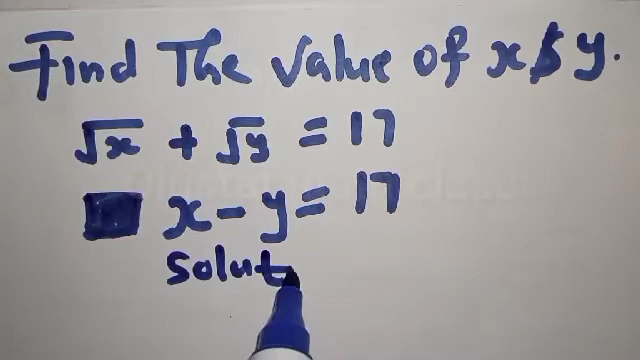 Find The Value of x & y.
√x + √y = 17
x - y = 17
Solut